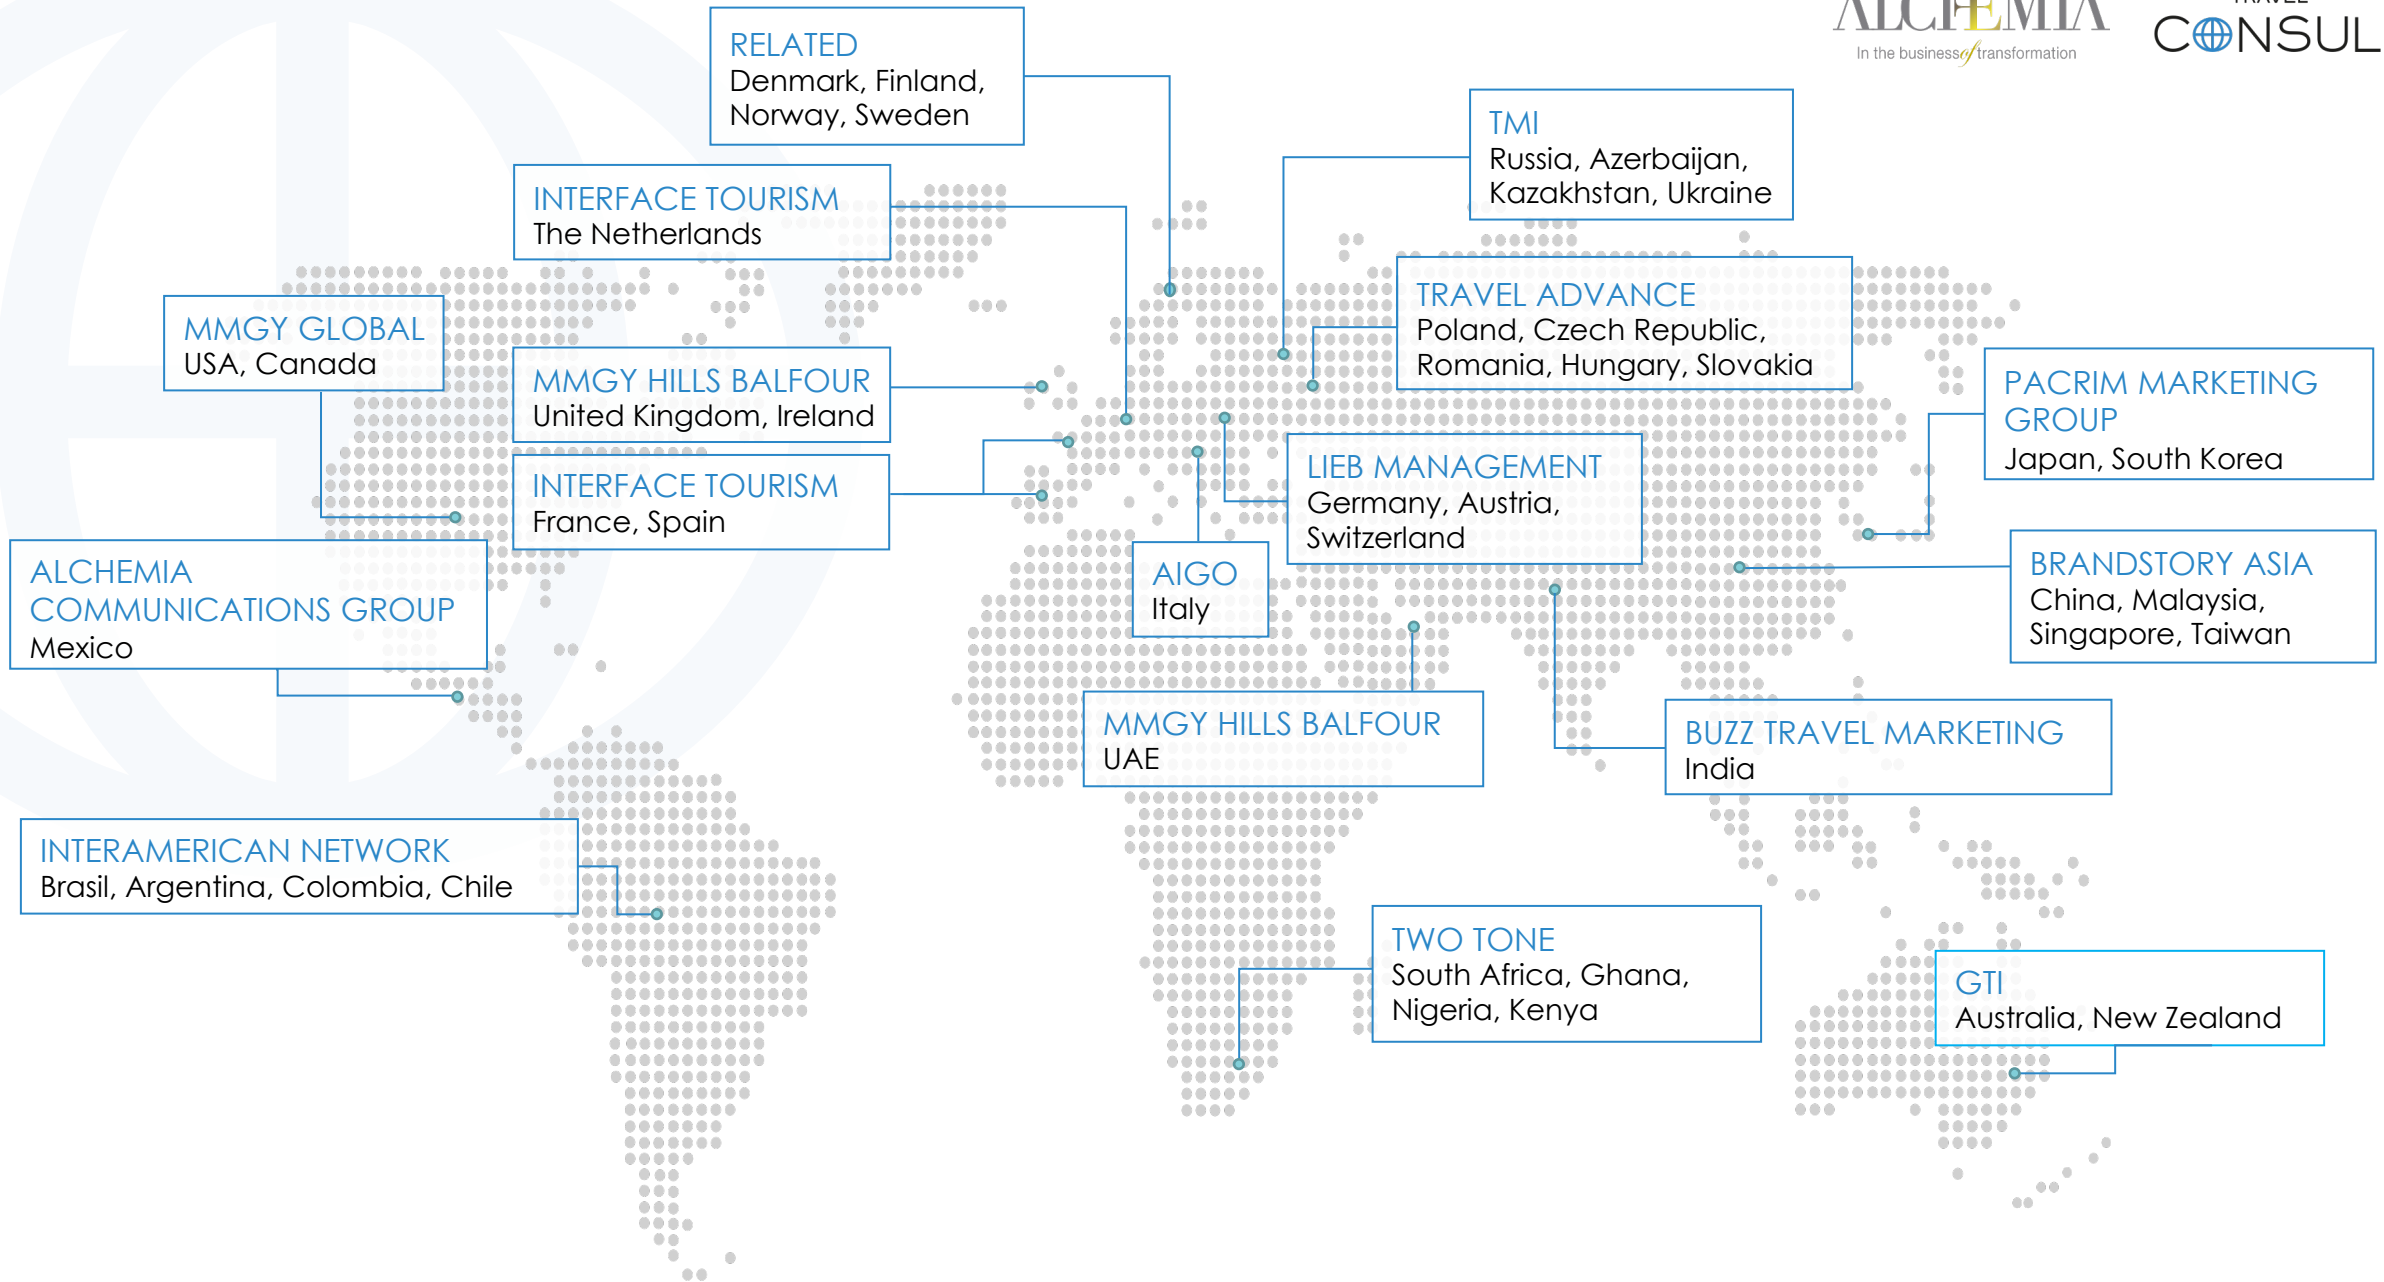 ALCHEMIA
In the business of transformation
TRAVEL
CONSUL
RELATED
Denmark, Finland,
Norway, Sweden
TMI
Russia, Azerbaijan,
Kazakhstan, Ukraine
INTERFACE TOURISM
The Netherlands
TRAVEL ADVANCE
Poland, Czech Republic,
Romania, Hungary, Slovakia
MMGY GLOBAL
USA, Canada
MMGY HILLS BALFOUR
United Kingdom, Ireland
PACRIM MARKETING
GROUP
Japan, South Korea
INTERFACE TOURISM
France, Spain
LIEB MANAGEMENT
Germany, Austria,
Switzerland
ALCHEMIA
COMMUNICATIONS GROUP
Mexico
AIGO
Italy
BRANDSTORY ASIA
China, Malaysia,
Singapore, Taiwan
MMGY HILLS BALFOUR
UAE
BUZZ TRAVEL MARKETING
India
INTERAMERICAN NETWORK
Brasil, Argentina, Colombia, Chile
TWO TONE
South Africa, Ghana,
Nigeria, Kenya
GTI
Australia, New Zealand